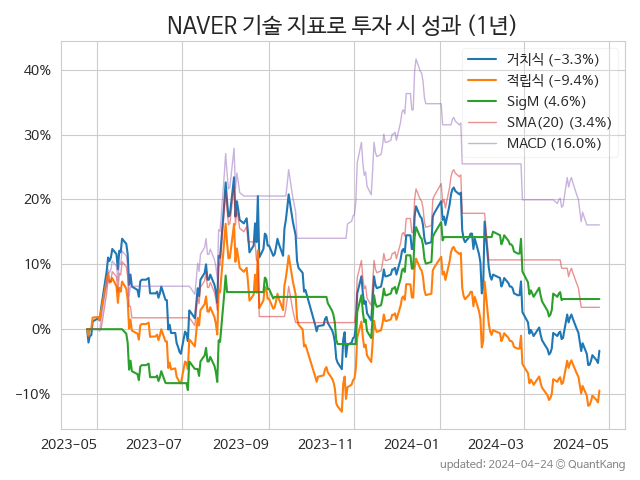 NAVER 기술 지표로 투자 시 성과 (1년)
거치식 (−3.3%)
적립식 (−9.4%)
SigM (4.6%)
SMA(20) (3.4%)
MACD (16.0%)
40%
30%
20%
10%
0%
−10%
2023−05
2023−07
2023−09
2023−11
2024−01
2024−03
2024−05
updated: 2024-04-24 ⓒ QuantKang